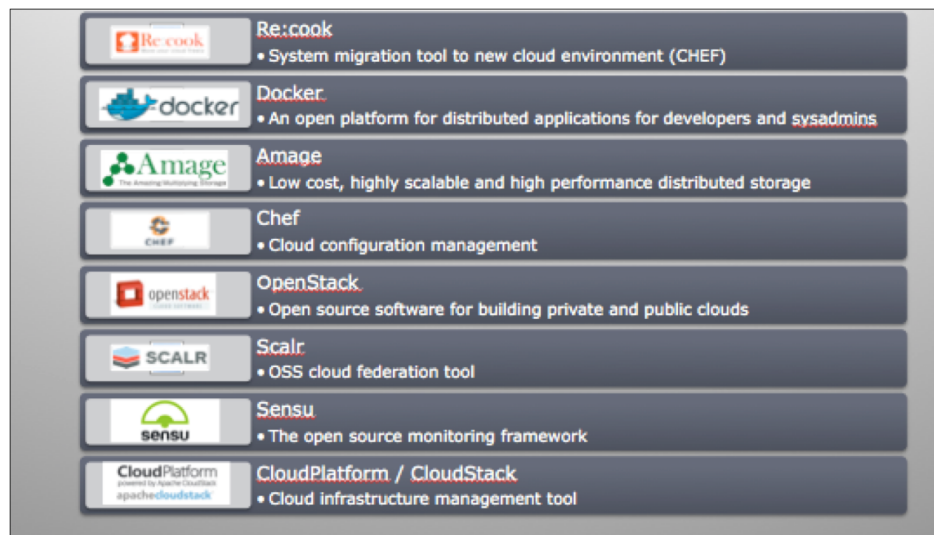 Re:cook
Re:cook
• System migration tool to new cloud environment (CHEF)
docker
Docker
• An open platform for distributed applications for developers and sysadmins
Amage
The Amazing Multiplying Storage
Amage
• Low cost, highly scalable and high performance distributed storage
CHEF
Chef
• Cloud configuration management
openstack
CLOUD SOFTWARE
OpenStack
• Open source software for building private and public clouds
SCALR
Scalr
• OSS cloud federation tool
sensu
Sensu
• The open source monitoring framework
CloudPlatform
powered by Apache CloudStack
apachecloudstack
CloudPlatform / CloudStack
• Cloud infrastructure management tool